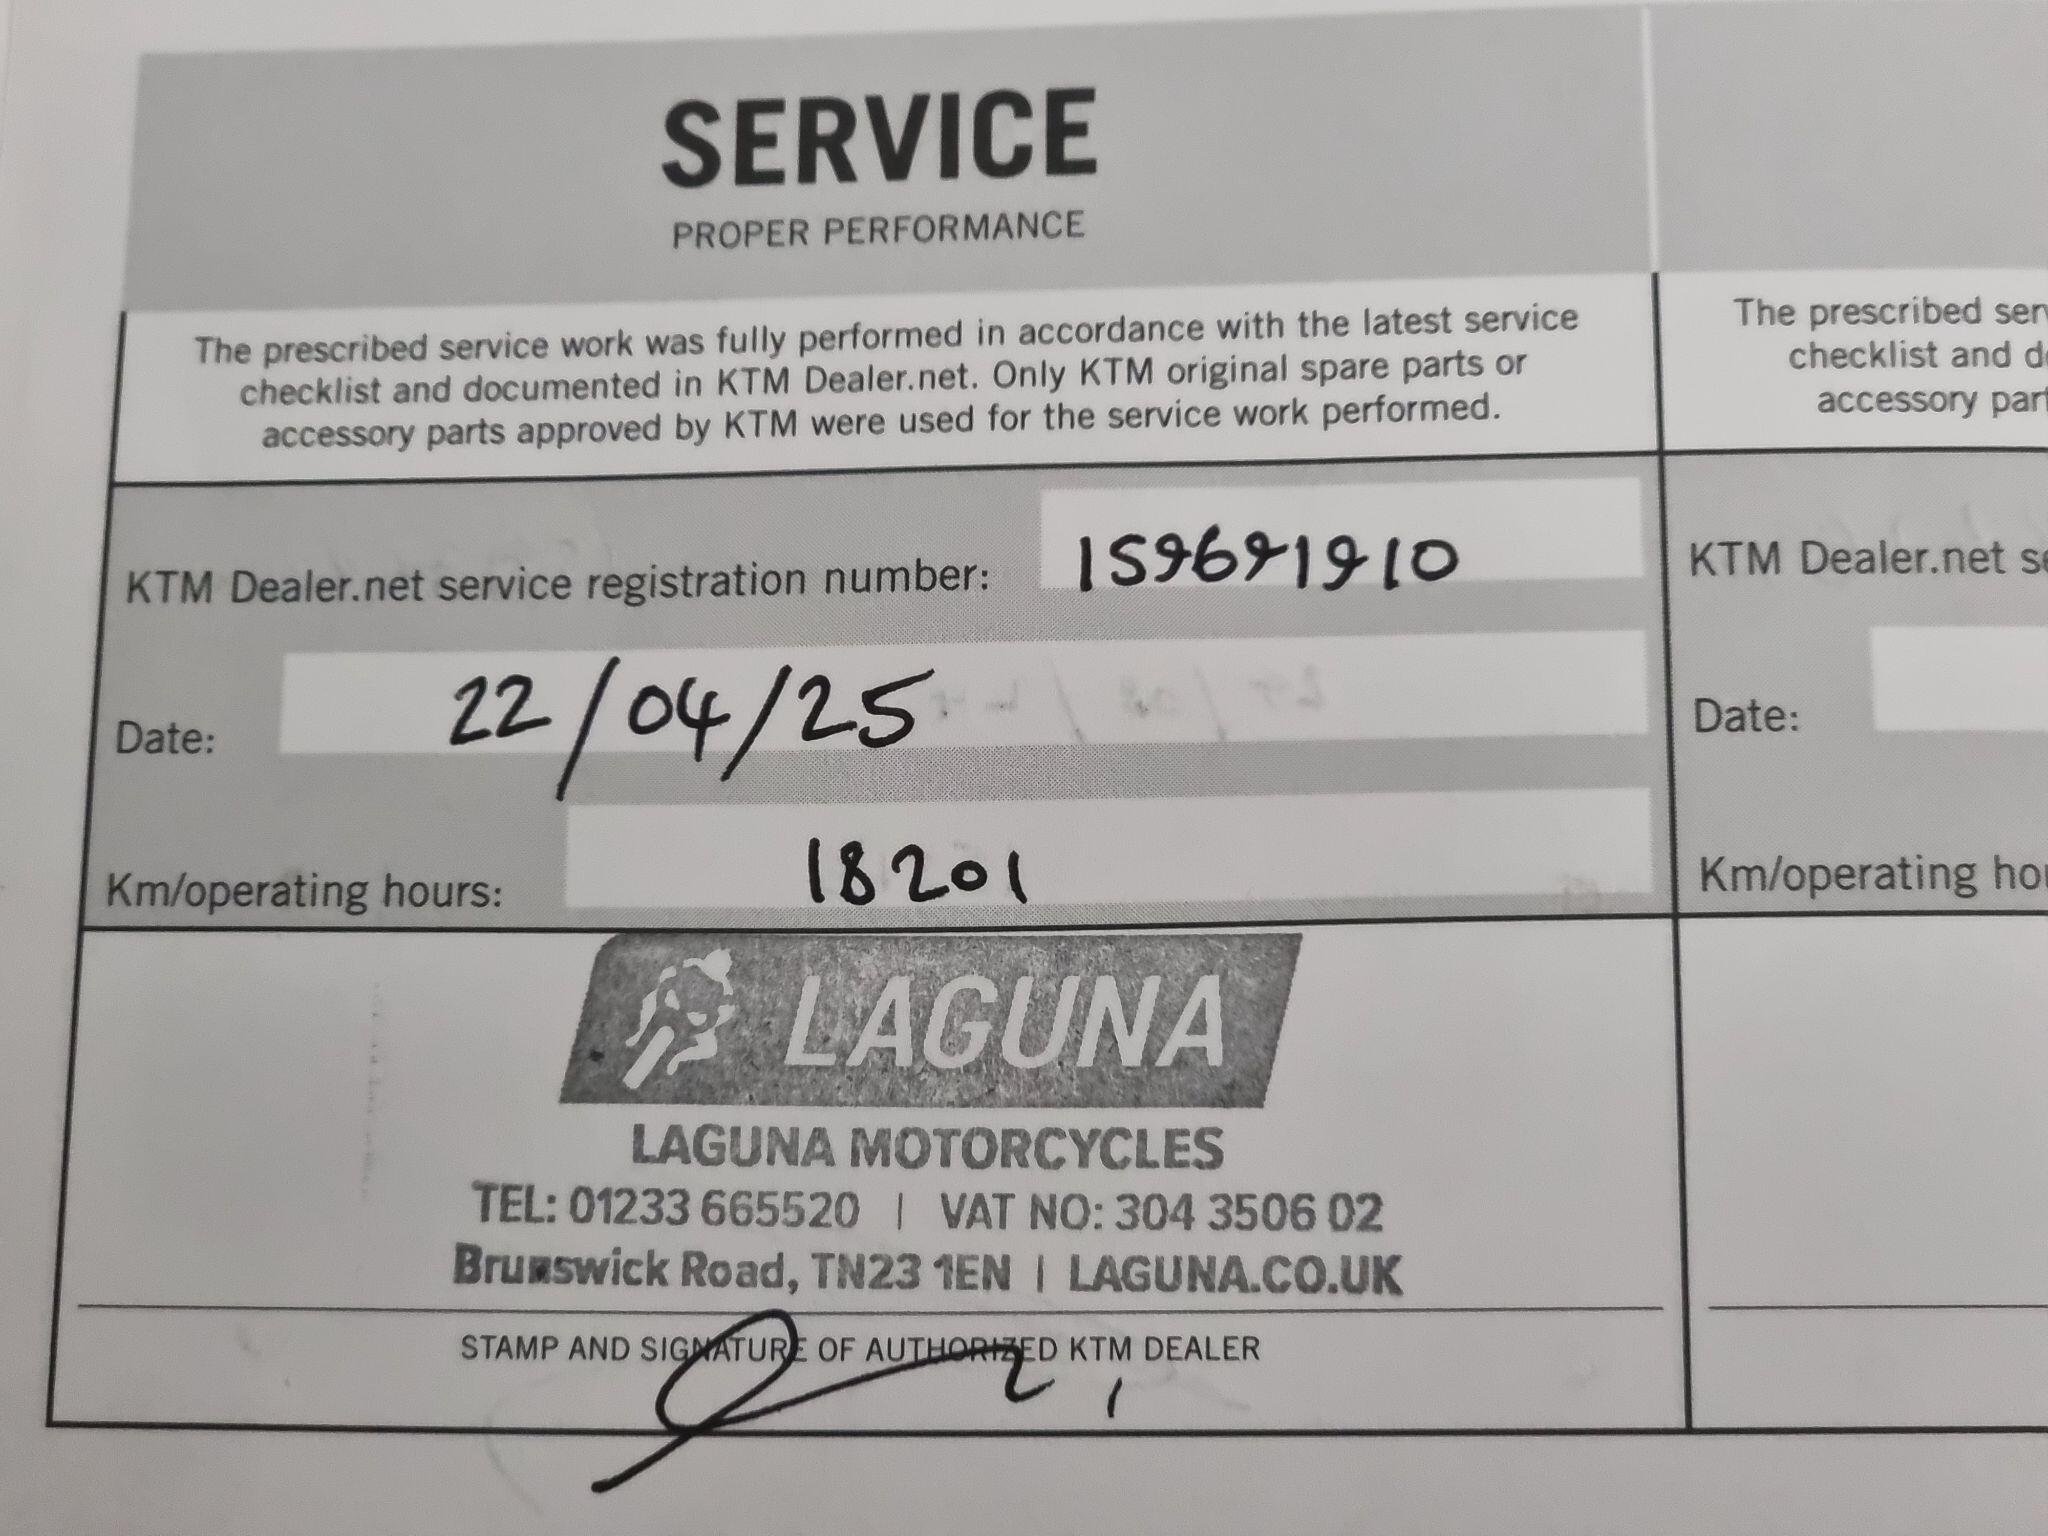 SERVICE
PROPER PERFORMANCE
The prescribed service work was fully performed in accordance with the latest service
checklist and documented in KTM Dealer.net. Only KTM original spare parts or
accessory parts approved by KTM were used for the service work performed.
KTM Dealer.net service registration number: 159691910
Date: 22/04/25
Km/operating hours: 18201
LAGUNA
LAGUNA MOTORCYCLES
TEL: 01233 665520 | VAT NO: 304 3506 02
Brunswick Road, TN23 1EN | LAGUNA.CO.UK
STAMP AND SIGNATURE OF AUTHORIZED KTM DEALER
The prescribed
checklist and
accessory
KTM Dealer.net
Date:
Km/operating